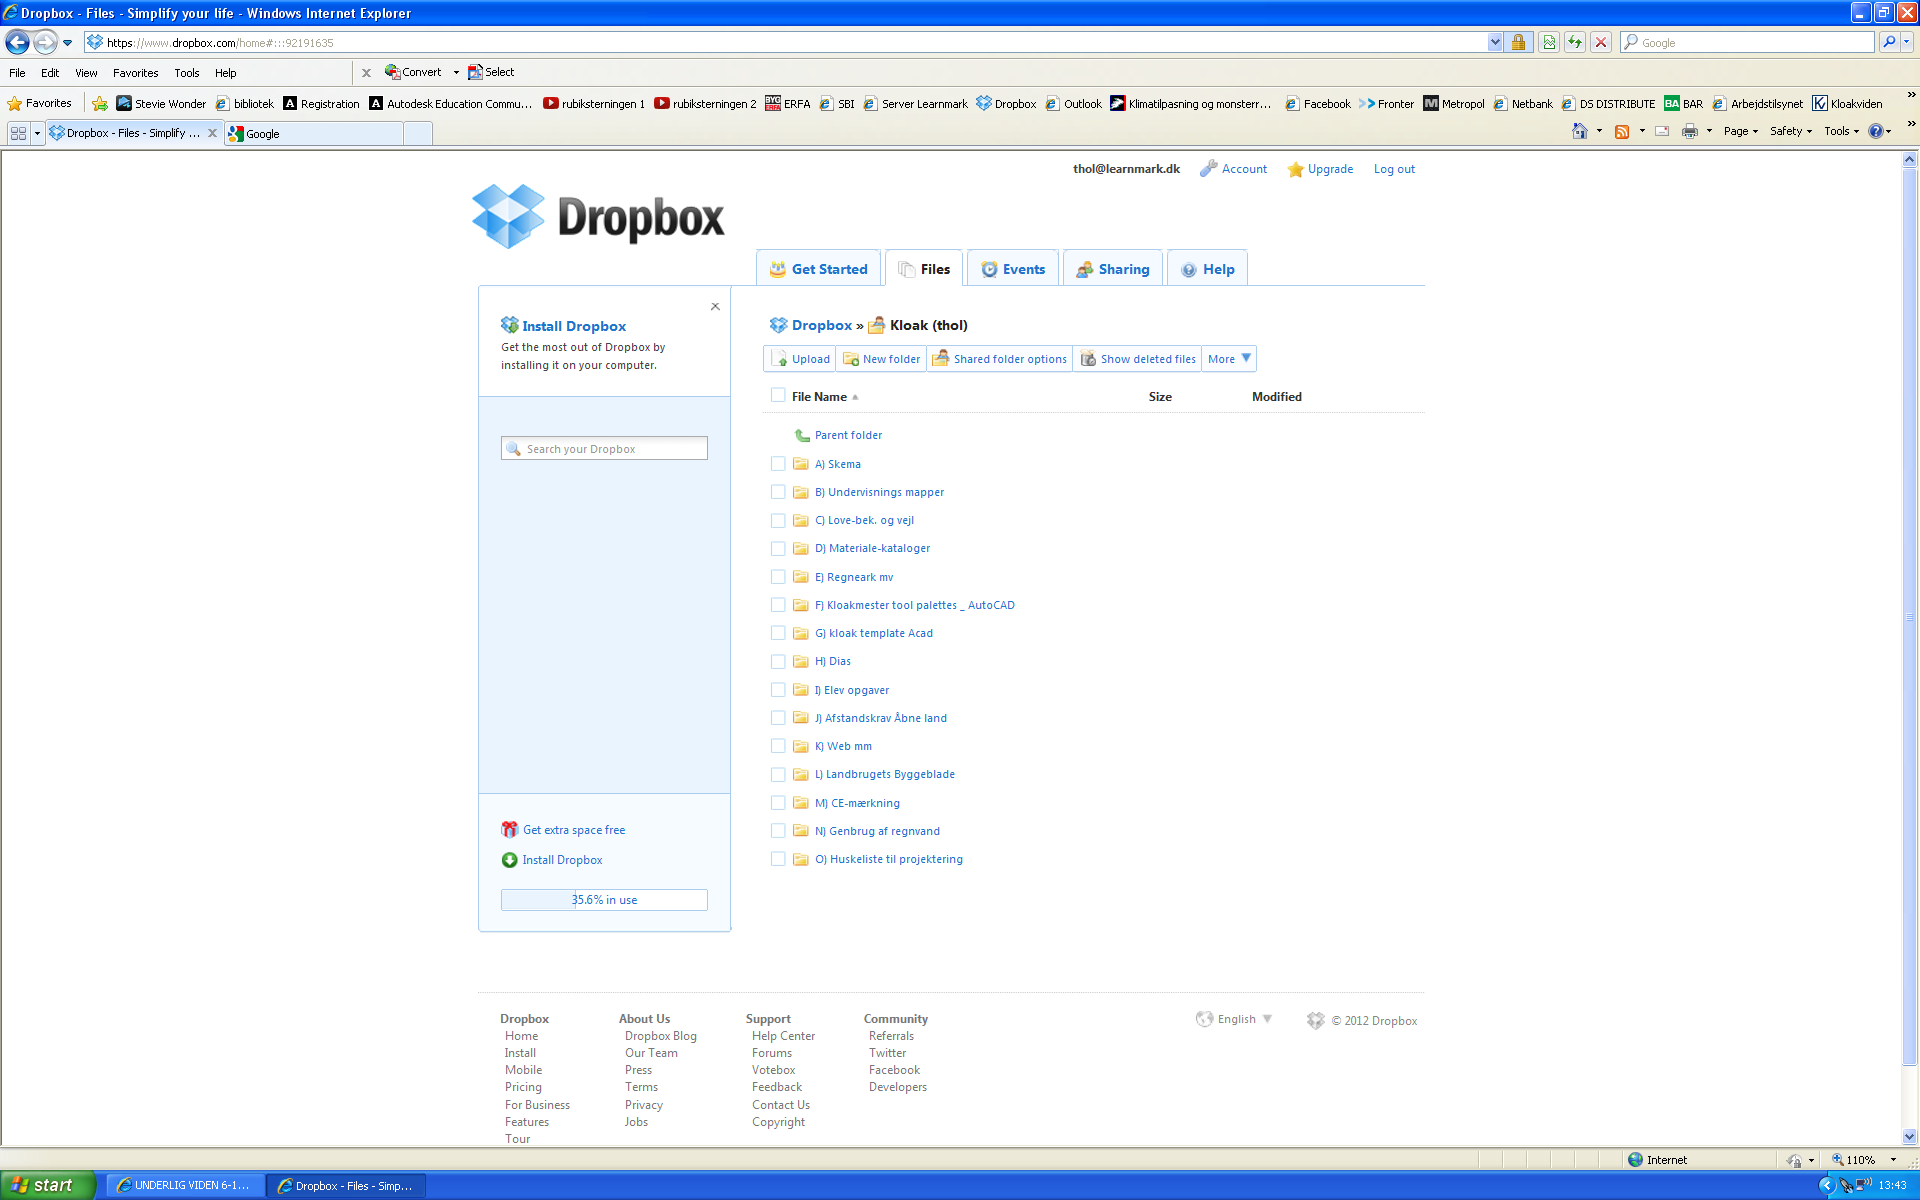 Dropbox - Files - Simplify your life - Windows Internet Explorer
https://www.dropbox.com/home#:::92191635
Google
File Edit View Favorites Tools Help
Convert Select
Favorites Stevie Wonder bibliotek Registration Autodesk Education Commu... rubiksterningen 1 rubiksterningen 2 ERFA SBI Server Learnmark Dropbox Outlook Klimatilpasning og monsterr... Facebook Fronter Metropol Netbank DS DISTRIBUTE BAR Arbejdstilsynet Kloakviden
Dropbox - Files - Simplify ... Google
Page Safety Tools
thol@learnmark.dk Account Upgrade Log out
Dropbox
Get Started Files Events Sharing Help
Install Dropbox
Get the most out of Dropbox by
installing it on your computer.
Search your Dropbox
Get extra space free
Install Dropbox
35.6% in use
Dropbox » Kloak (thol)
Upload New folder Shared folder options Show deleted files More
File Name Size Modified
Parent folder
A) Skema
B) Undervisnings mapper
C) Love-bek. og vejl
D) Materiale-kataloger
E) Regneark mv
F) Kloakmester tool palettes _ AutoCAD
G) kloak template Acad
H) Dias
I) Elev opgaver
J) Afstandskrav Åbne land
K) Web mm
L) Landbrugets Byggeblade
M) CE-mærkning
N) Genbrug af regnvand
O) Huskeliste til projektering
Dropbox
Home
Install
Mobile
Pricing
For Business
Features
Tour
About Us
Dropbox Blog
Our Team
Press
Terms
Privacy
Jobs
Support
Help Center
Forums
Votebox
Feedback
Contact Us
Copyright
Community
Referrals
Twitter
Facebook
Developers
English
© 2012 Dropbox
Internet 110%
start UNDERLIG VIDEN 6-1... Dropbox - Files - Simp... 13:43